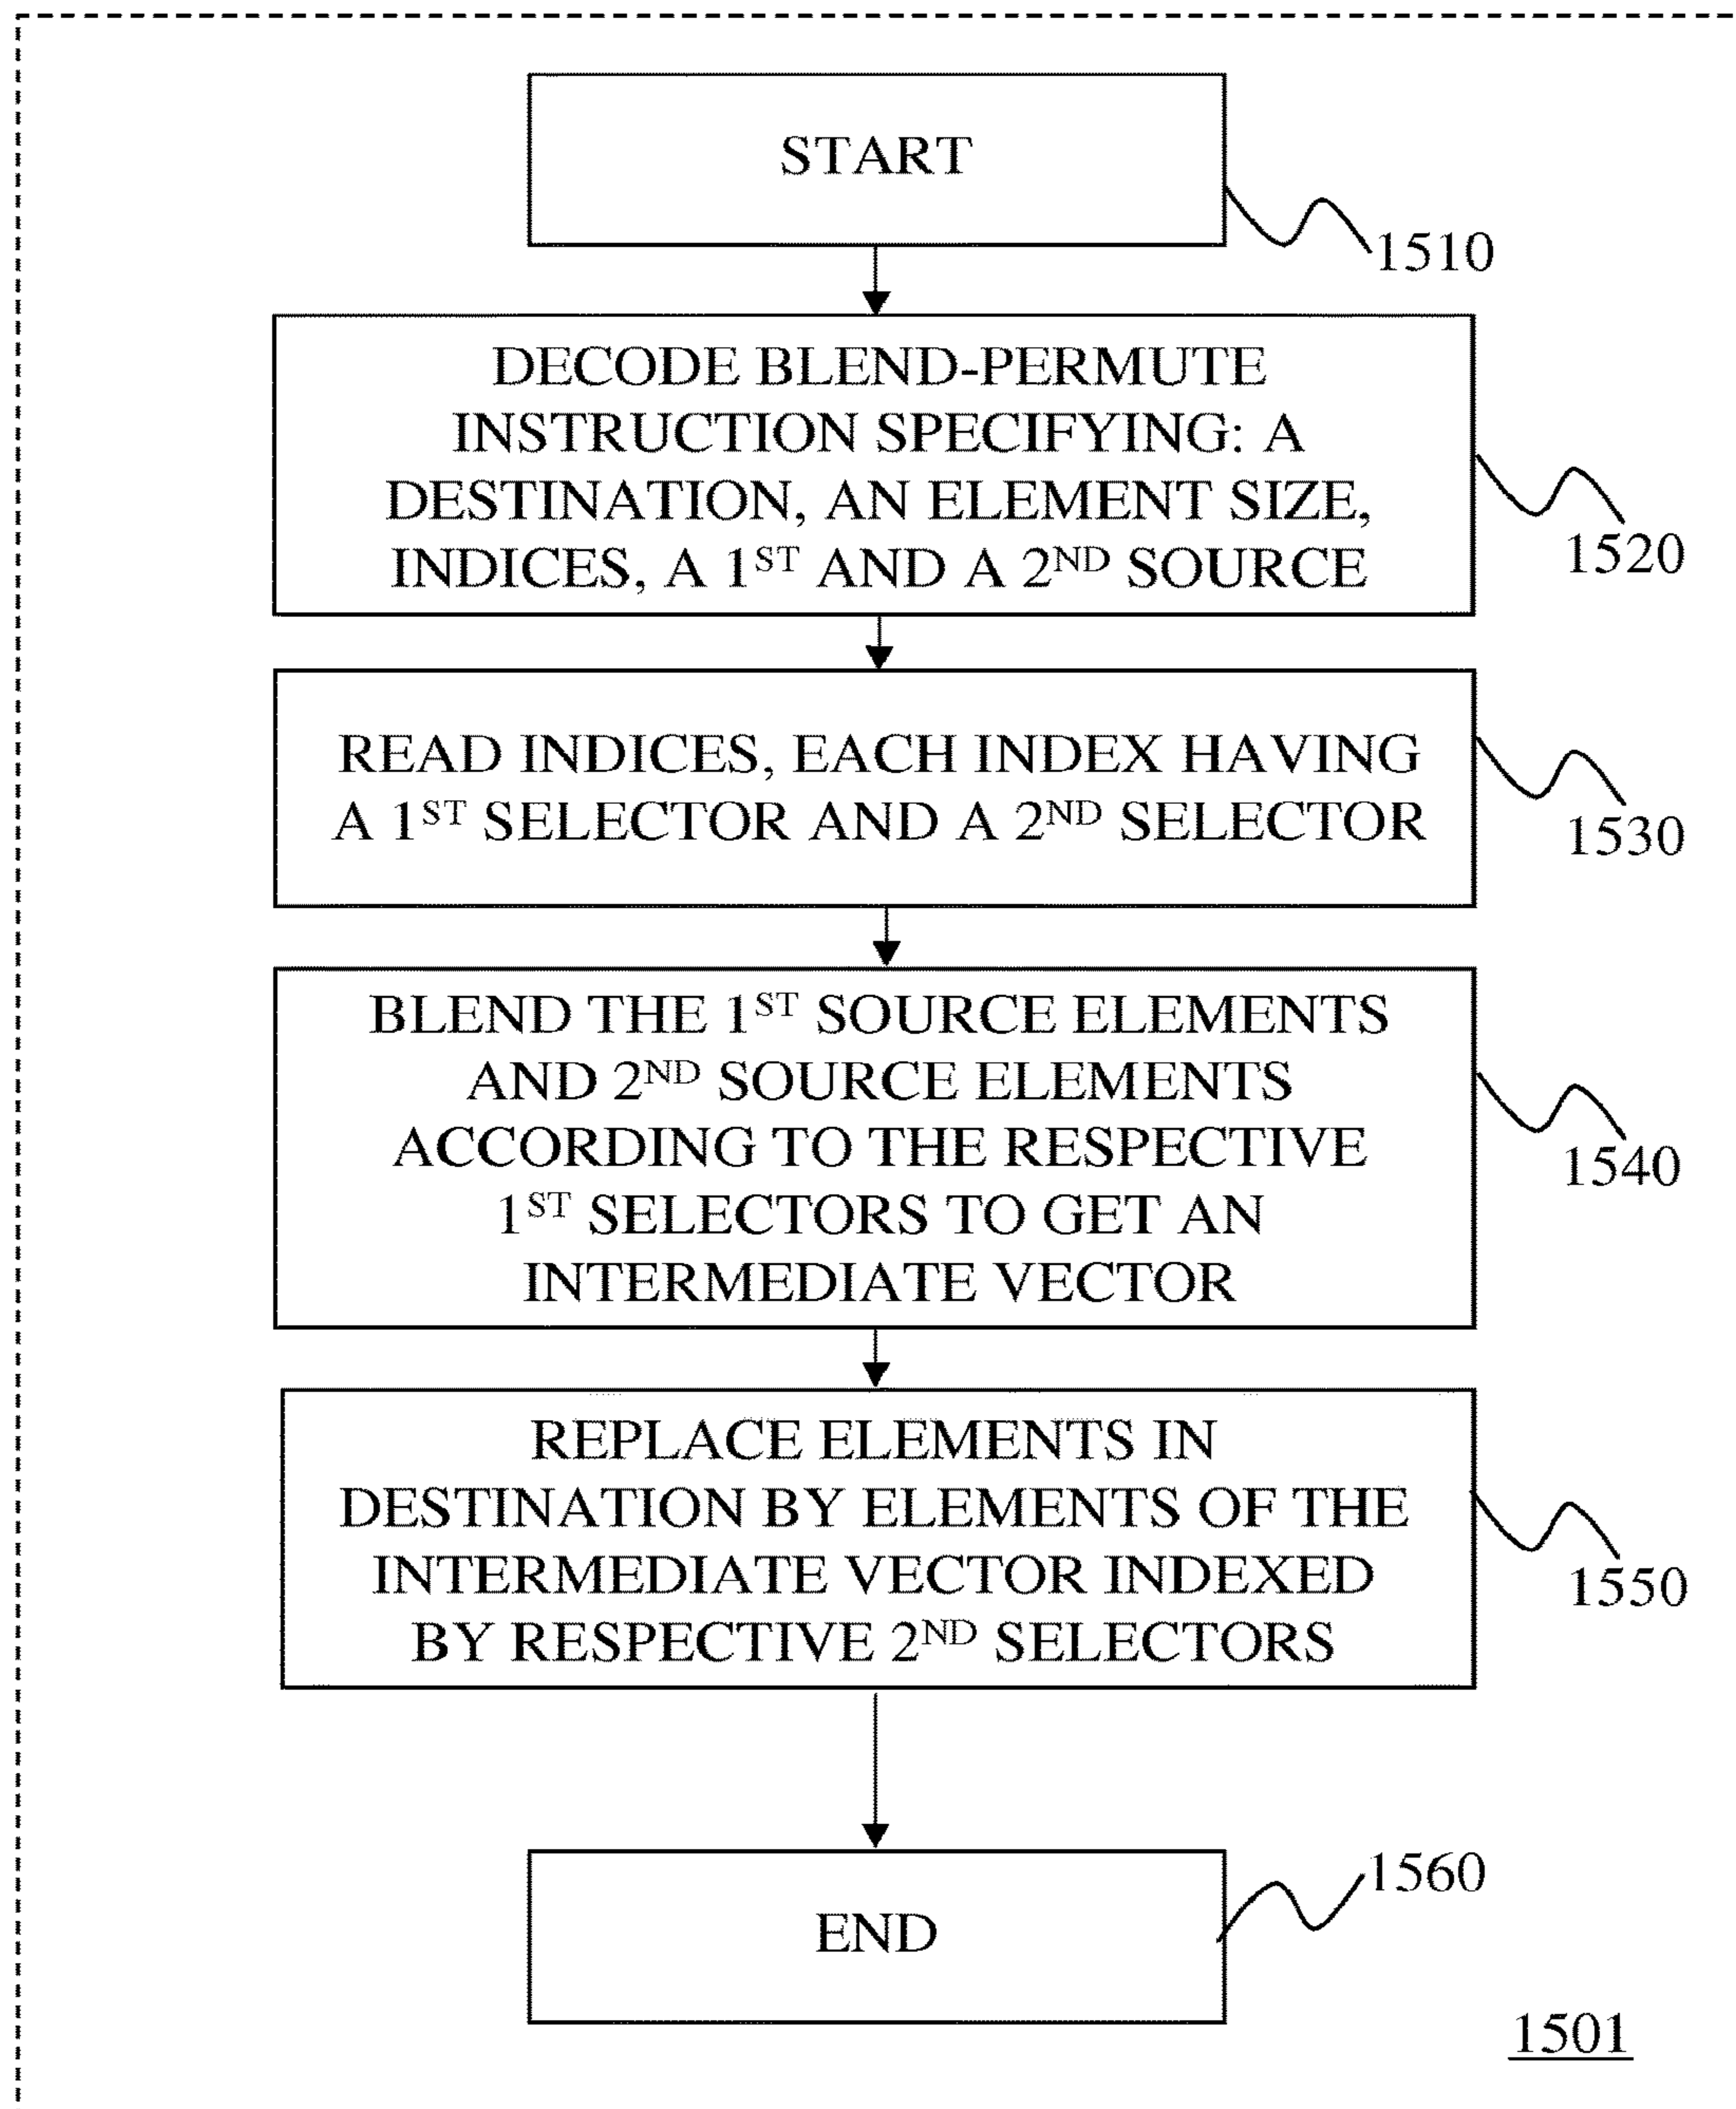 START
1510
DECODE BLEND-PERMUTE
INSTRUCTION SPECIFYING: A
DESTINATION, AN ELEMENT SIZE,
INDICES, A 1ST AND A 2ND SOURCE
1520
READ INDICES, EACH INDEX HAVING
A 1ST SELECTOR AND A 2ND SELECTOR
1530
BLEND THE 1ST SOURCE ELEMENTS
AND 2ND SOURCE ELEMENTS
ACCORDING TO THE RESPECTIVE
1ST SELECTORS TO GET AN
INTERMEDIATE VECTOR
1540
REPLACE ELEMENTS IN
DESTINATION BY ELEMENTS OF THE
INTERMEDIATE VECTOR INDEXED
BY RESPECTIVE 2ND SELECTORS
1550
END
1560
1501